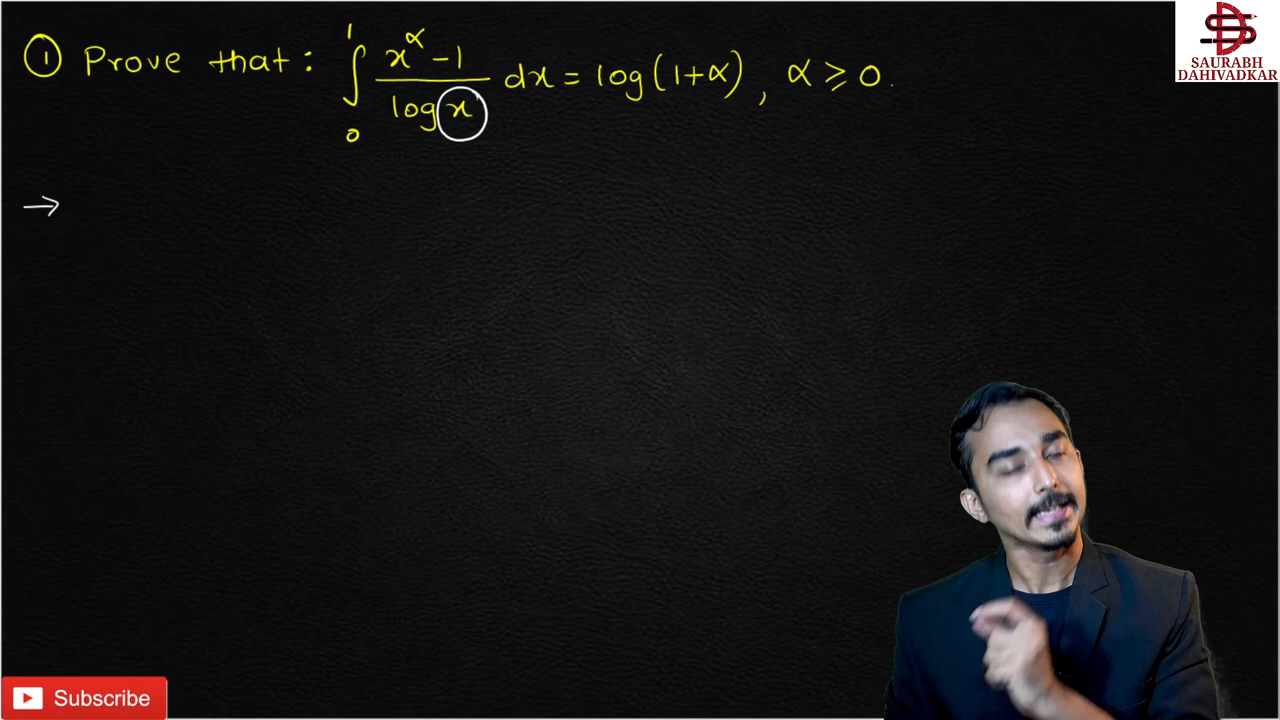 ① Prove that: ∫₀¹ (x^α - 1)/(log x) dx = log(1+α), α ≥ 0.
→
SAURABH
DAHIVADKAR
Subscribe